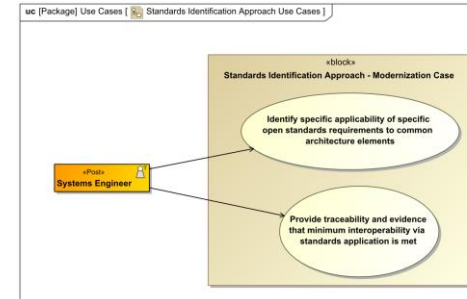 uc [Package] Use Cases [ Standards Identification Approach Use Cases ]
«block»
Standards Identification Approach - Modernization Case
Identify specific applicability of specific
open standards requirements to common
architecture elements
«Post»
Systems Engineer
Provide traceability and evidence
that minimum interoperability via
standards application is met